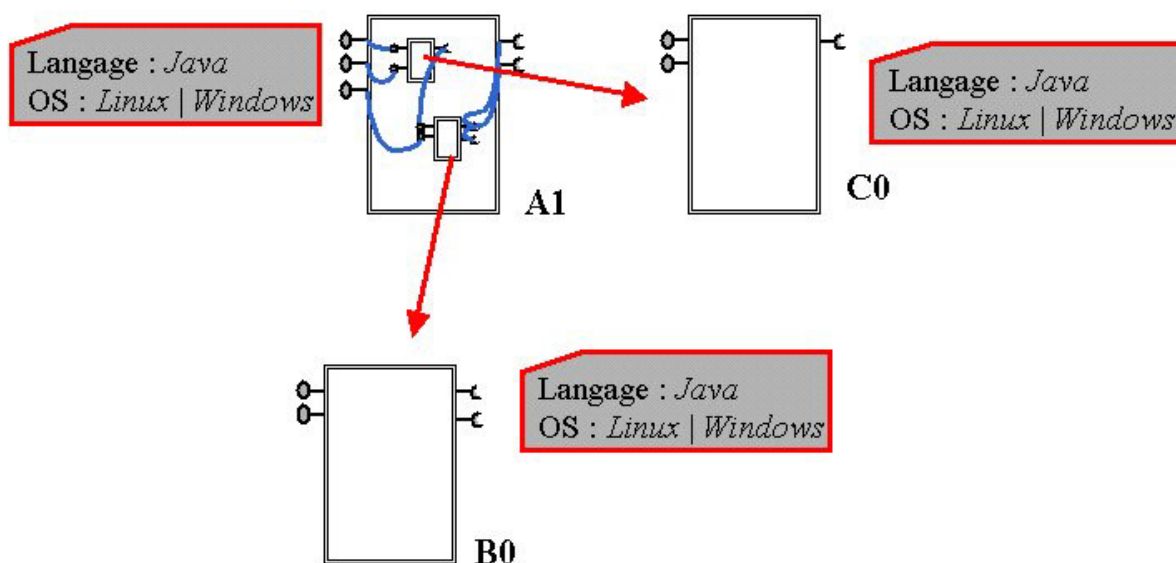 Langage : Java
OS : Linux | Windows
A1
C0
Langage : Java
OS : Linux | Windows
Langage : Java
OS : Linux | Windows
B0